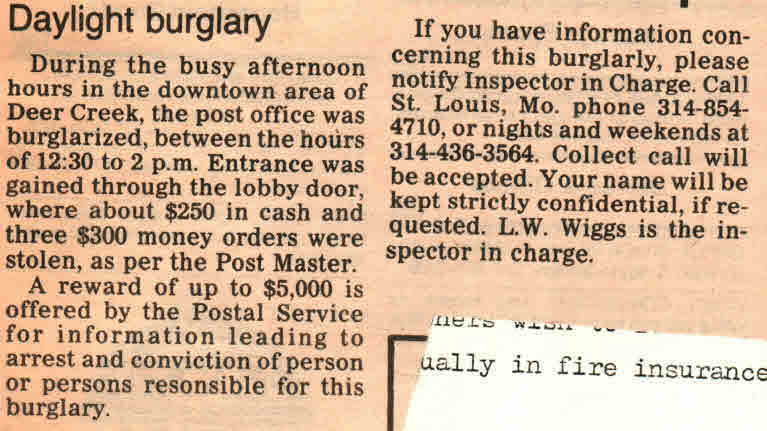 Daylight burglary
During the busy afternoon
hours in the downtown area of
Deer Creek, the post office was
burglarized, between the hours
of 12:30 to 2 p.m. Entrance was
gained through the lobby door,
where about $250 in cash and
three $300 money orders were
stolen, as per the Post Master.
A reward of up to $5,000 is
offered by the Postal Service
for information leading to
arrest and conviction of person
or persons resonsible for this
burglary.
If you have information con-
cerning this burglarly, please
notify Inspector in Charge. Call
St. Louis, Mo. phone 314-854-
4710, or nights and weekends at
314-436-3564. Collect call will
be accepted. Your name will be
kept strictly confidential, if re-
quested. L.W. Wiggs is the in-
spector in charge.
ually in fire insurance